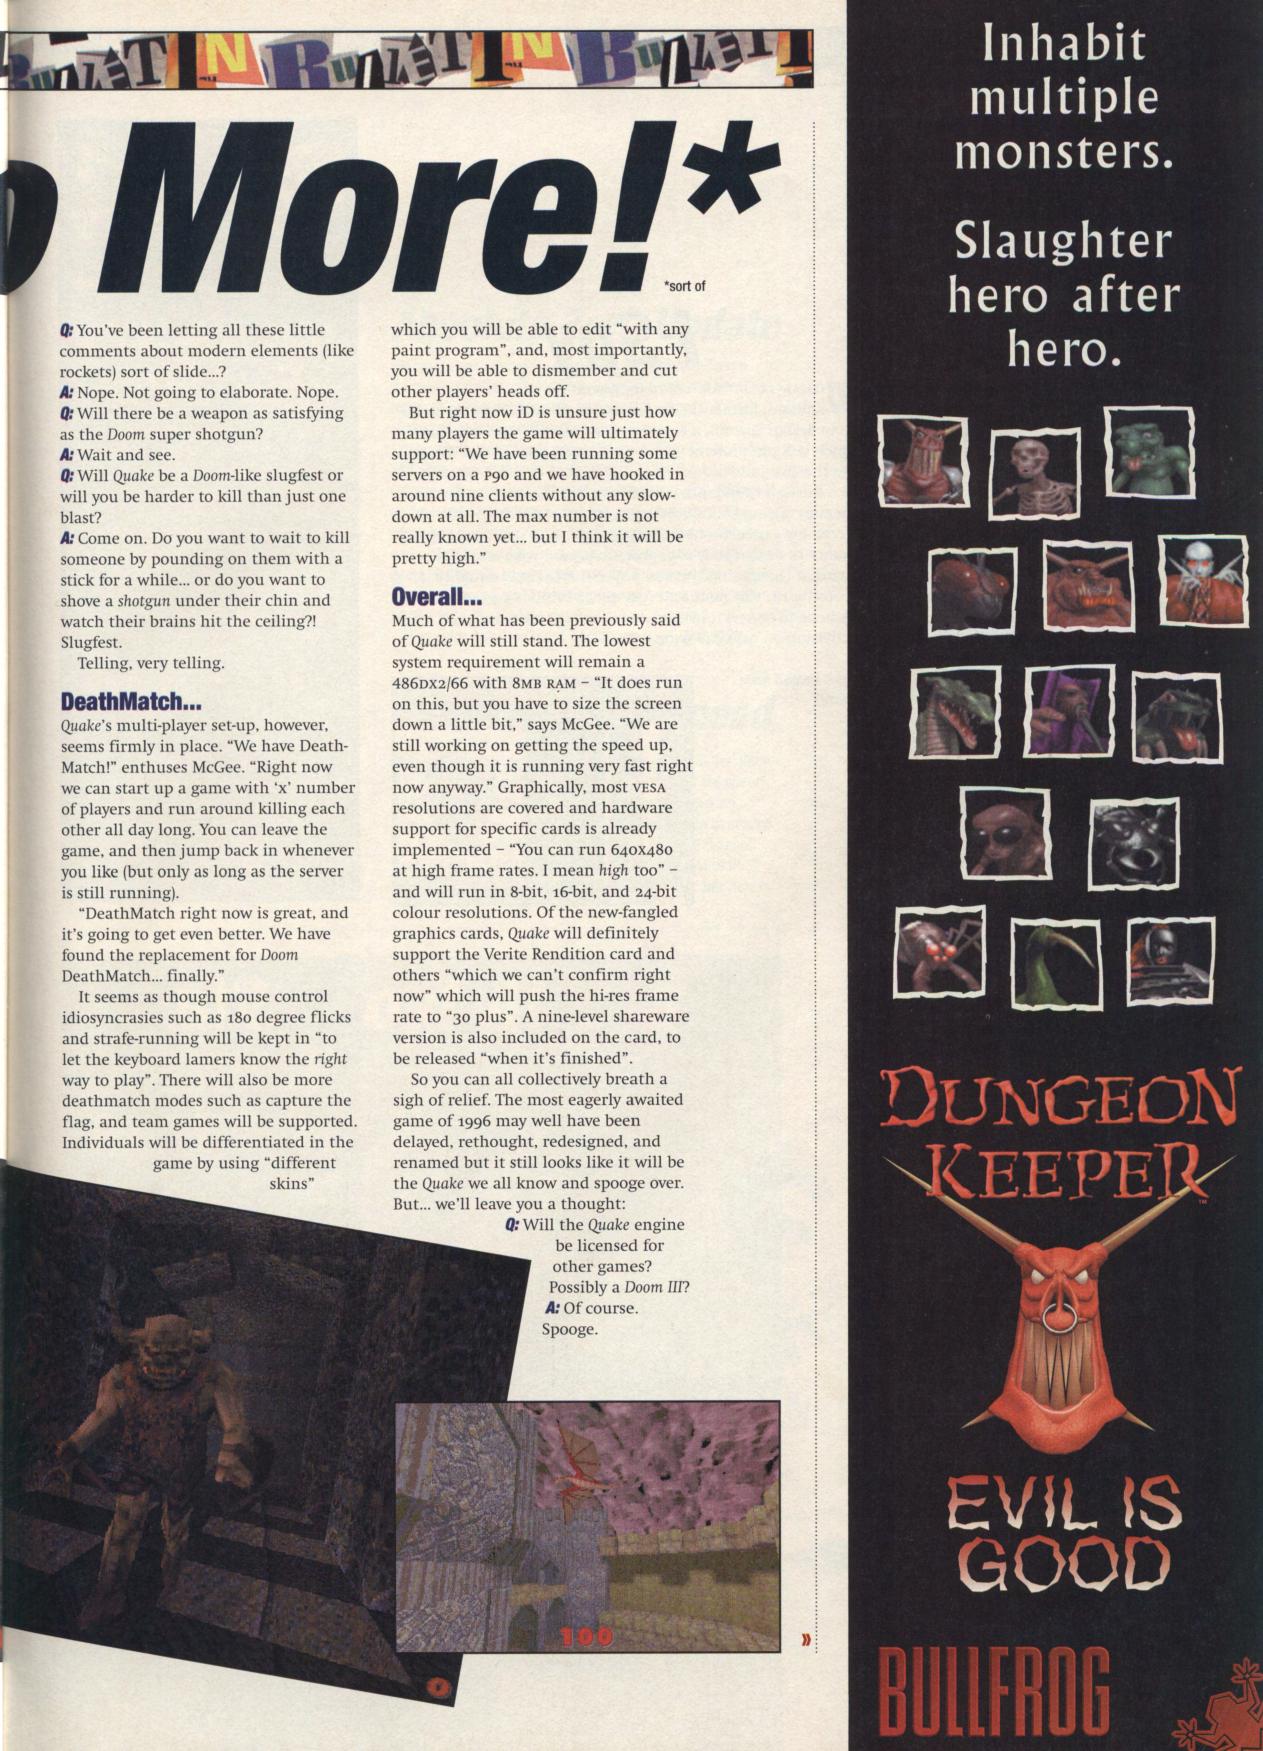 BuLLETIN BuLLETIN BuLLETI
o More!*
*sort of
Q: You've been letting all these little
comments about modern elements (like
rockets) sort of slide...?
A: Nope. Not going to elaborate. Nope.
Q: Will there be a weapon as satisfying
as the Doom super shotgun?
A: Wait and see.
Q: Will Quake be a Doom-like slugfest or
will you be harder to kill than just one
blast?
A: Come on. Do you want to wait to kill
someone by pounding on them with a
stick for a while... or do you want to
shove a shotgun under their chin and
watch their brains hit the ceiling?!
Slugfest.
Telling, very telling.
DeathMatch...
Quake's multi-player set-up, however,
seems firmly in place. “We have Death-
Match!” enthuses McGee. “Right now
we can start up a game with ‘x’ number
of players and run around killing each
other all day long. You can leave the
game, and then jump back in whenever
you like (but only as long as the server
is still running).
“DeathMatch right now is great, and
it's going to get even better. We have
found the replacement for Doom
DeathMatch... finally.”
It seems as though mouse control
idiosyncrasies such as 180 degree flicks
and strafe-running will be kept in “to
let the keyboard lamers know the right
way to play”. There will also be more
deathmatch modes such as capture the
flag, and team games will be supported.
Individuals will be differentiated in the
game by using “different
skins”
which you will be able to edit “with any
paint program”, and, most importantly,
you will be able to dismember and cut
other players' heads off.
But right now iD is unsure just how
many players the game will ultimately
support: “We have been running some
servers on a P90 and we have hooked in
around nine clients without any slow-
down at all. The max number is not
really known yet... but I think it will be
pretty high.”
Overall...
Much of what has been previously said
of Quake will still stand. The lowest
system requirement will remain a
486DX2/66 with 8MB RAM – “It does run
on this, but you have to size the screen
down a little bit,” says McGee. “We are
still working on getting the speed up,
even though it is running very fast right
now anyway.” Graphically, most VESA
resolutions are covered and hardware
support for specific cards is already
implemented – “You can run 640x480
at high frame rates. I mean high too” –
and will run in 8-bit, 16-bit, and 24-bit
colour resolutions. Of the new-fangled
graphics cards, Quake will definitely
support the Verite Rendition card and
others “which we can't confirm right
now” which will push the hi-res frame
rate to “30 plus”. A nine-level shareware
version is also included on the card, to
be released “when it's finished”.
So you can all collectively breath a
sigh of relief. The most eagerly awaited
game of 1996 may well have been
delayed, rethought, redesigned, and
renamed but it still looks like it will be
the Quake we all know and spooge over.
But... we'll leave you a thought:
Q: Will the Quake engine
be licensed for
other games?
Possibly a Doom III?
A: Of course.
Spooge.
100
»
Inhabit
multiple
monsters.
Slaughter
hero after
hero.
DUNGEON
KEEPER™
EVIL IS
GOOD
BULLFROG